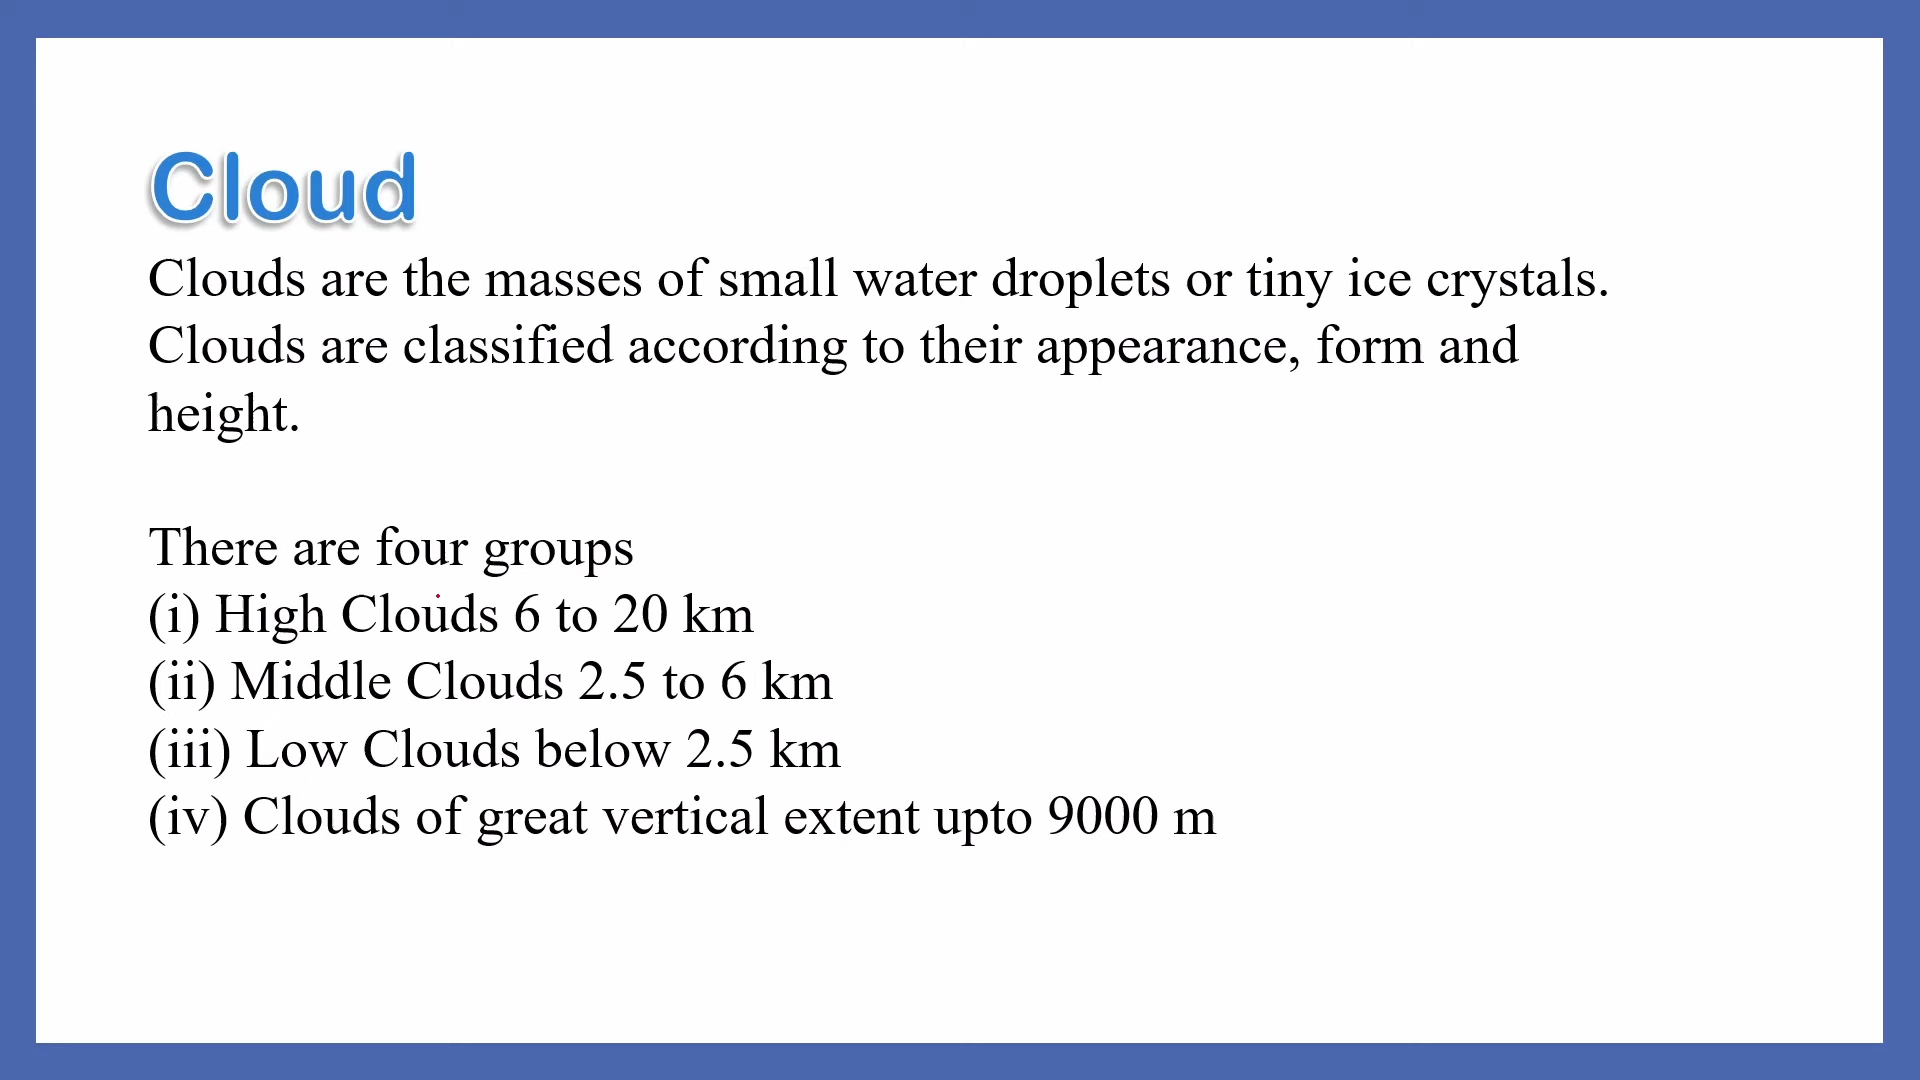 Cloud
Clouds are the masses of small water droplets or tiny ice crystals.
Clouds are classified according to their appearance, form and
height.
There are four groups
(i) High Clouds 6 to 20 km
(ii) Middle Clouds 2.5 to 6 km
(iii) Low Clouds below 2.5 km
(iv) Clouds of great vertical extent upto 9000 m